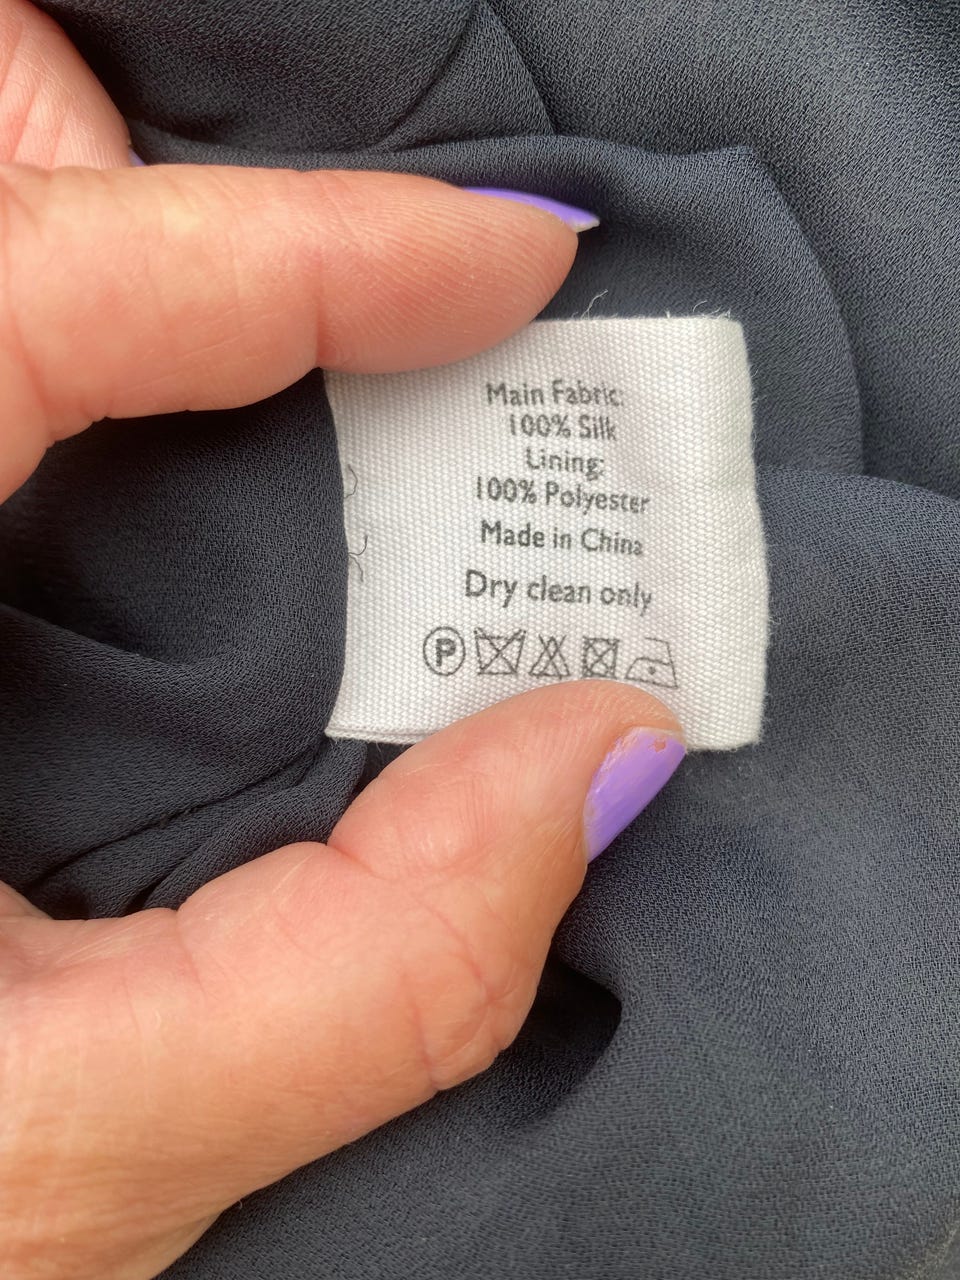 Main Fabric:
100% Silk
Lining:
100% Polyester
Made in China
Dry clean only
P